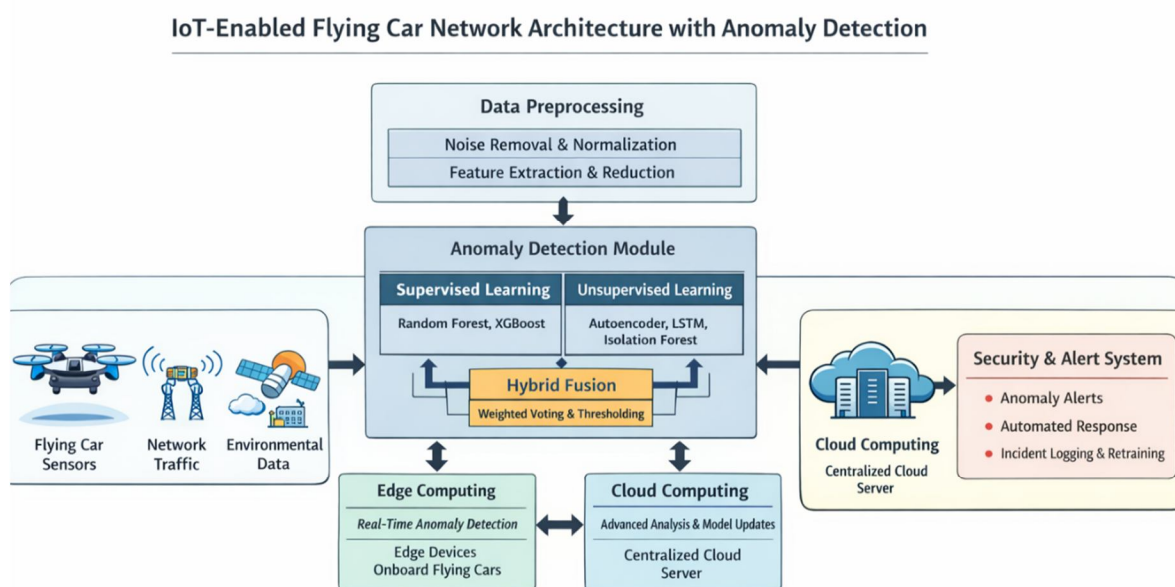 IoT-Enabled Flying Car Network Architecture with Anomaly Detection
Data Preprocessing
Noise Removal & Normalization
Feature Extraction & Reduction
Anomaly Detection Module
Supervised Learning
Random Forest, XGBoost
Unsupervised Learning
Autoencoder, LSTM,
Isolation Forest
Hybrid Fusion
Weighted Voting & Thresholding
Flying Car
Sensors
Network
Traffic
Environmental
Data
Cloud Computing
Centralized Cloud
Server
Security & Alert System
• Anomaly Alerts
• Automated Response
• Incident Logging & Retraining
Edge Computing
Real-Time Anomaly Detection
Edge Devices
Onboard Flying Cars
Cloud Computing
Advanced Analysis & Model Updates
Centralized Cloud
Server